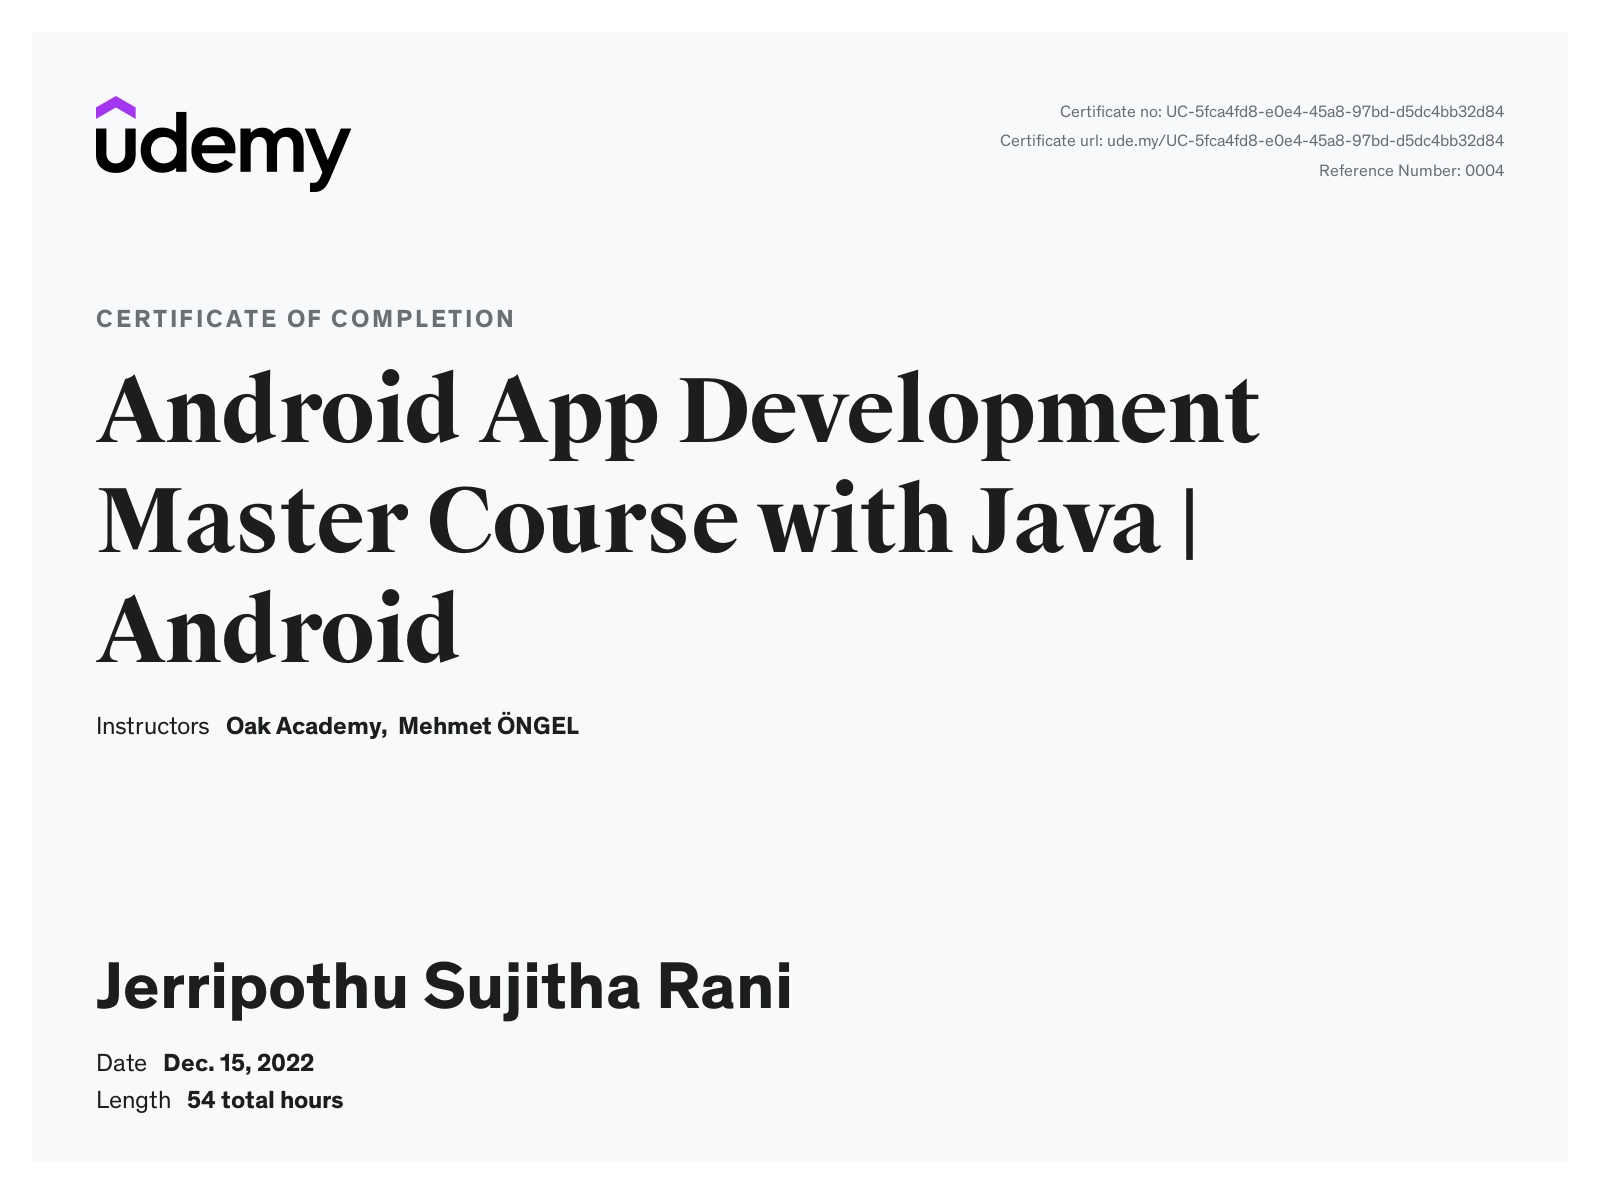 udemy
Certificate no: UC-5fca4fd8-e0e4-45a8-97bd-d5dc4bb32d84
Certificate url: ude.my/UC-5fca4fd8-e0e4-45a8-97bd-d5dc4bb32d84
Reference Number: 0004
CERTIFICATE OF COMPLETION
Android App Development
Master Course with Java |
Android
Instructors Oak Academy, Mehmet ÖNGEL
Jerripothu Sujitha Rani
Date Dec. 15, 2022
Length 54 total hours